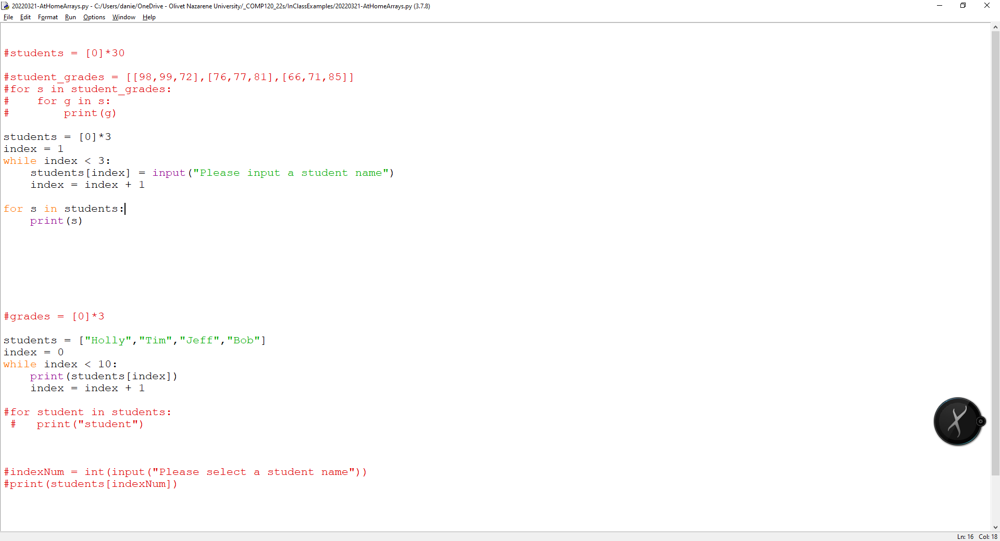 20220321-AtHomeArrays.py - C:/Users/danie/OneDrive - Olivet Nazarene University/_COMP120_22s/InClassExamples/20220321-AtHomeArrays.py (3.7.8)
File Edit Format Run Options Window Help
#students = [0]*30
#student_grades = [[98,99,72],[76,77,81],[66,71,85]]
#for s in student_grades:
#    for g in s:
#        print(g)
students = [0]*3
index = 1
while index < 3:
    students[index] = input("Please input a student name")
    index = index + 1
for s in students:
    print(s)
#grades = [0]*3
students = ["Holly","Tim","Jeff","Bob"]
index = 0
while index < 10:
    print(students[index])
    index = index + 1
#for student in students:
 #   print("student")
#indexNum = int(input("Please select a student name"))
#print(students[indexNum])
Ln: 16 Col: 18